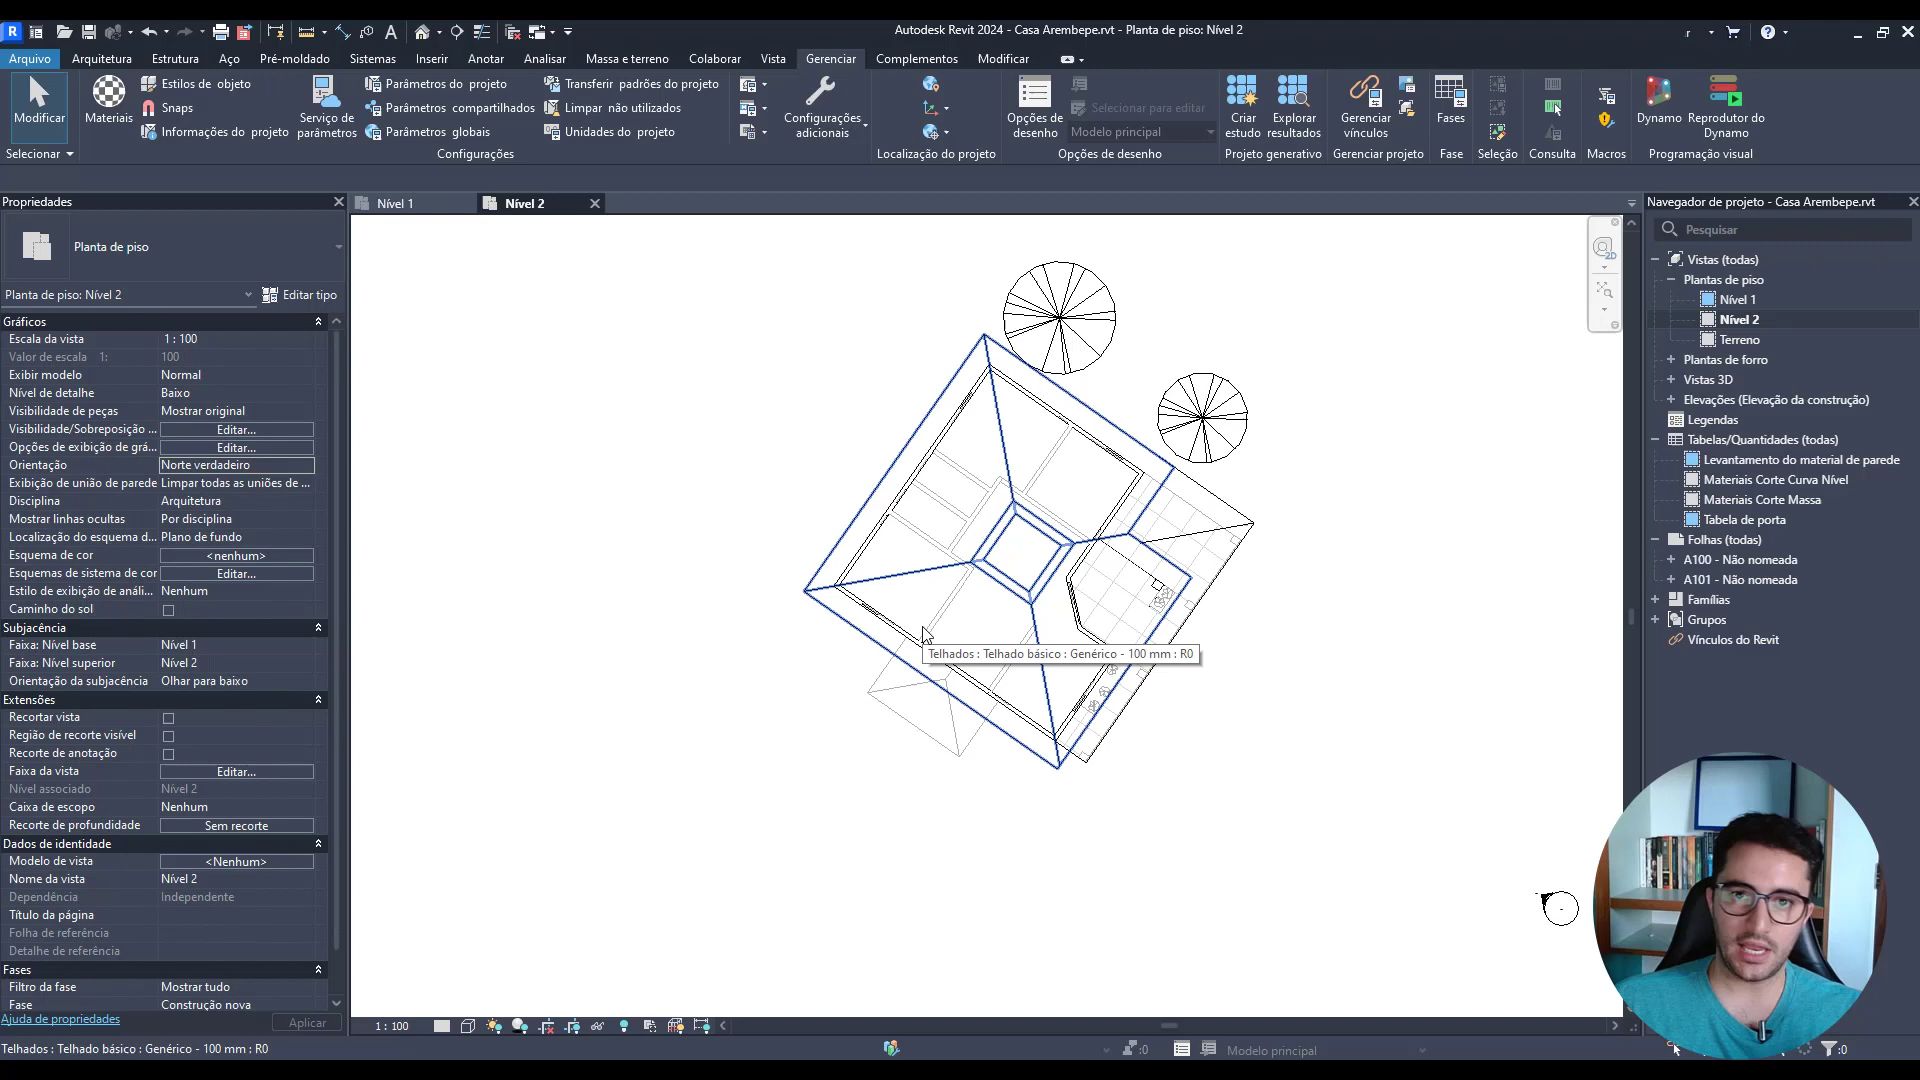 Autodesk Revit 2024 - Casa Arembepe.rvt - Planta de piso: Nível 2
Arquivo Arquitetura Estrutura Aço Pré-moldado Sistemas Inserir Anotar Analisar Massa e terreno Colaborar Vista Gerenciar Complementos Modificar
Modificar
Materiais
Estilos de objeto
Snaps
Informações do projeto
Serviço de parâmetros
Parâmetros do projeto
Parâmetros compartilhados
Parâmetros globais
Transferir padrões do projeto
Limpar não utilizados
Unidades do projeto
Configurações adicionais
Opções de desenho
Selecionar para editar
Modelo principal
Criar estudo
Explorar resultados
Gerenciar vínculos
Fases
Dynamo
Reprodutor do Dynamo
Selecionar
Configurações
Localização do projeto
Opções de desenho
Projeto generativo
Gerenciar projeto
Fase
Seleção
Consulta
Macros
Programação visual
Propriedades
Planta de piso
Planta de piso: Nível 2
Editar tipo
Gráficos
Escala da vista 1 : 100
Valor de escala 1: 100
Exibir modelo Normal
Nível de detalhe Baixo
Visibilidade de peças Mostrar original
Visibilidade/Sobreposição ... Editar...
Opções de exibição de grá... Editar...
Orientação Norte verdadeiro
Exibição de união de parede Limpar todas as uniões de ...
Disciplina Arquitetura
Mostrar linhas ocultas Por disciplina
Localização do esquema d... Plano de fundo
Esquema de cor <nenhum>
Esquemas de sistema de cor Editar...
Estilo de exibição de análi... Nenhum
Caminho do sol
Subjacência
Faixa: Nível base Nível 1
Faixa: Nível superior Nível 2
Orientação da subjacência Olhar para baixo
Extensões
Recortar vista
Região de recorte visível
Recorte de anotação
Faixa da vista Editar...
Nível associado Nível 2
Caixa de escopo Nenhum
Recorte de profundidade Sem recorte
Dados de identidade
Modelo de vista <Nenhum>
Nome da vista Nível 2
Dependência Independente
Título da página
Folha de referência
Detalhe de referência
Fases
Filtro da fase Mostrar tudo
Fase Construção nova
Ajuda de propriedades
Aplicar
Nível 1
Nível 2
2D
Telhados : Telhado básico : Genérico - 100 mm : R0
1 : 100
Navegador de projeto - Casa Arembepe.rvt
Pesquisar
Vistas (todas)
Plantas de piso
Nível 1
Nível 2
Terreno
Plantas de forro
Vistas 3D
Elevações (Elevação da construção)
Legendas
Tabelas/Quantidades (todas)
Levantamento do material de parede
Materiais Corte Curva Nível
Materiais Corte Massa
Tabela de porta
Folhas (todas)
A100 - Não nomeada
A101 - Não nomeada
Famílias
Grupos
Vínculos do Revit
Telhados : Telhado básico : Genérico - 100 mm : R0
:0
Modelo principal
:0